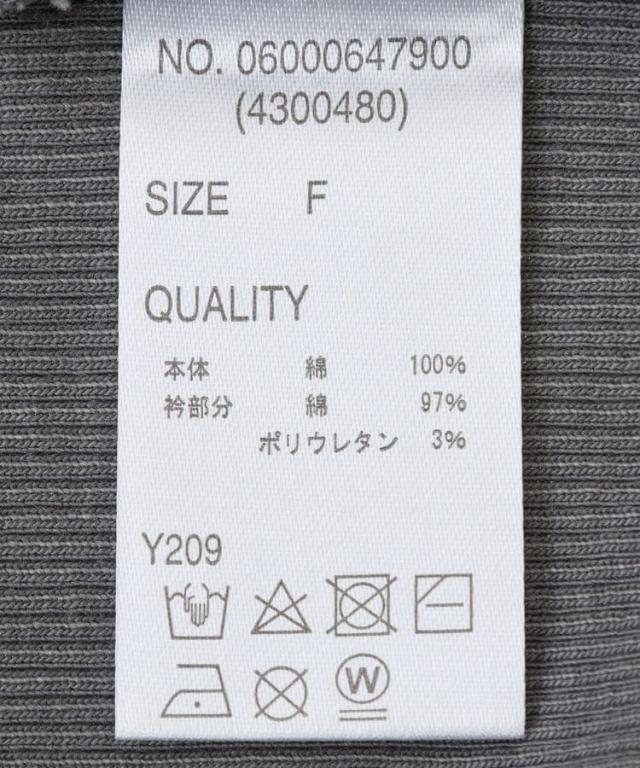 NO. 06000647900
(4300480)
SIZE F
QUALITY
本体 綿 100%
衿部分 綿 97%
ポリウレタン 3%
Y209
W